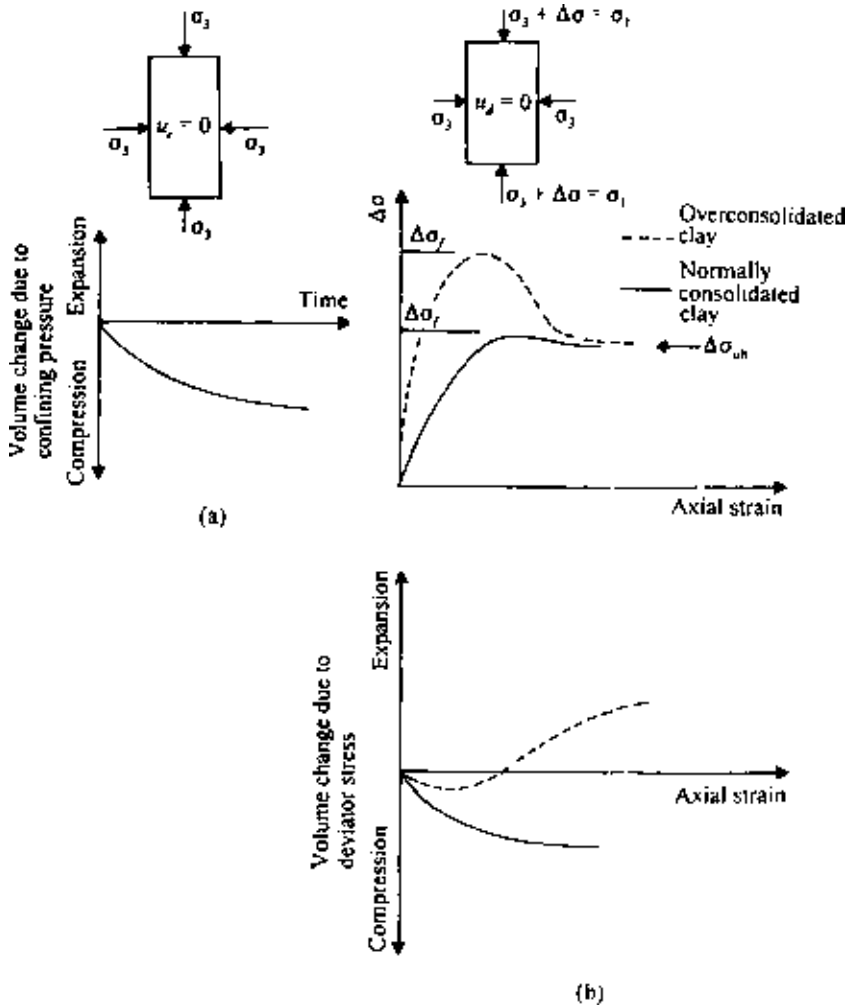 σ₃
u_c = 0
σ₃
σ₃
σ₃
Volume change due to
confining pressure
Expansion
Compression
Time
(a)
σ₃ + Δσ = σ₁
u_d = 0
σ₃
σ₃
σ₃ + Δσ = σ₁
Δσ
Δσ_f
Δσ_f
Overconsolidated
clay
Normally
consolidated
clay
Δσ_ult
Axial strain
Volume change due to
deviator stress
Expansion
Compression
Axial strain
(b)